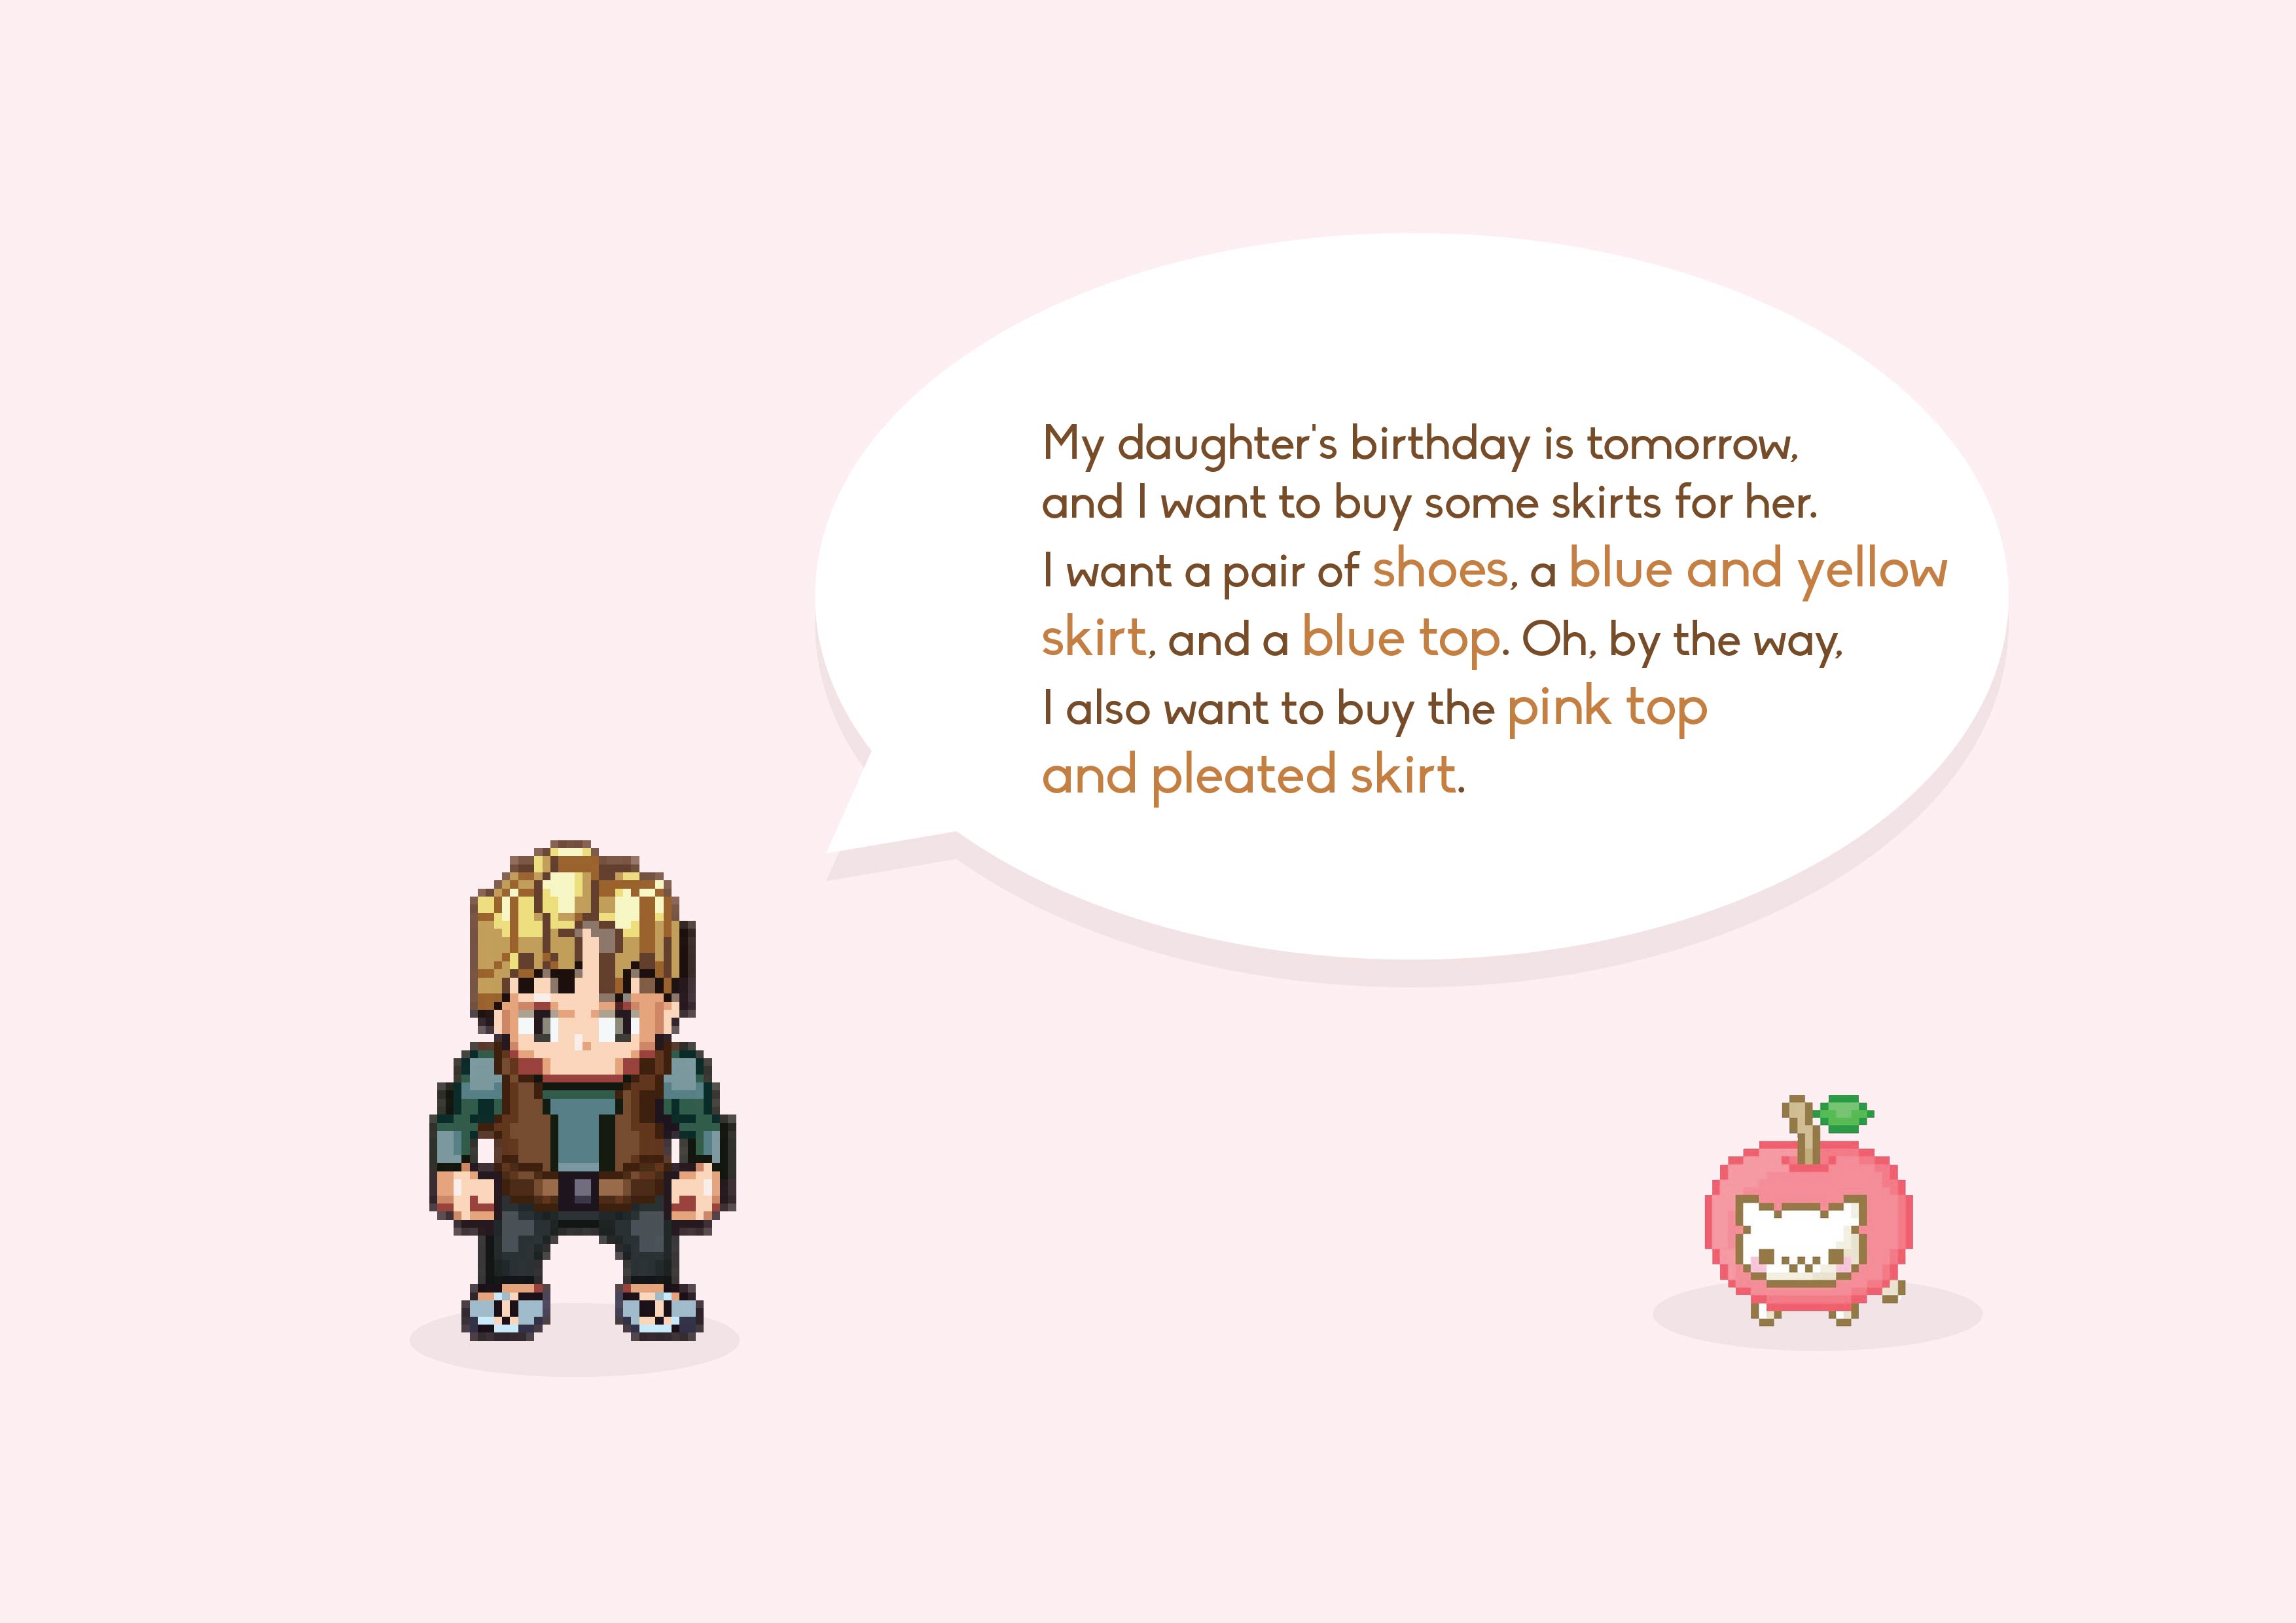 My daughter's birthday is tomorrow,
and I want to buy some skirts for her.
I want a pair of shoes, a blue and yellow
skirt, and a blue top. Oh, by the way,
I also want to buy the pink top
and pleated skirt.